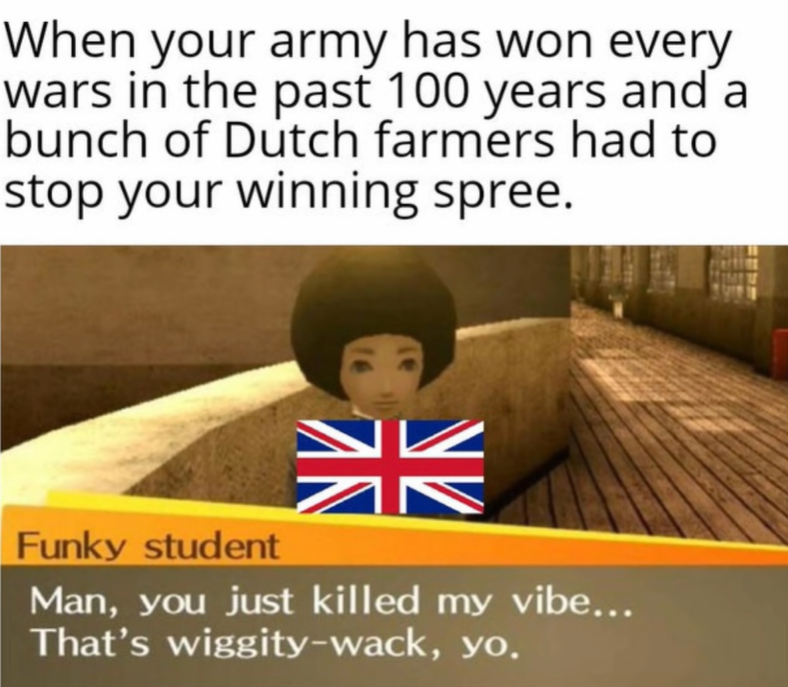 When your army has won every
wars in the past 100 years and a
bunch of Dutch farmers had to
stop your winning spree.
Funky student
Man, you just killed my vibe...
That's wiggity-wack, yo.